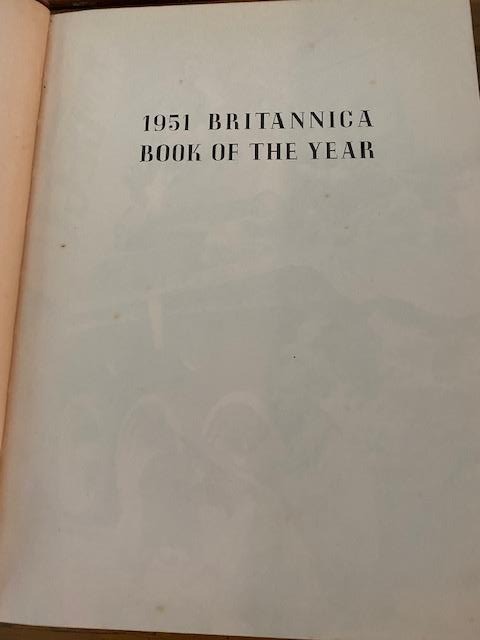 1951 BRITANNICA
BOOK OF THE YEAR